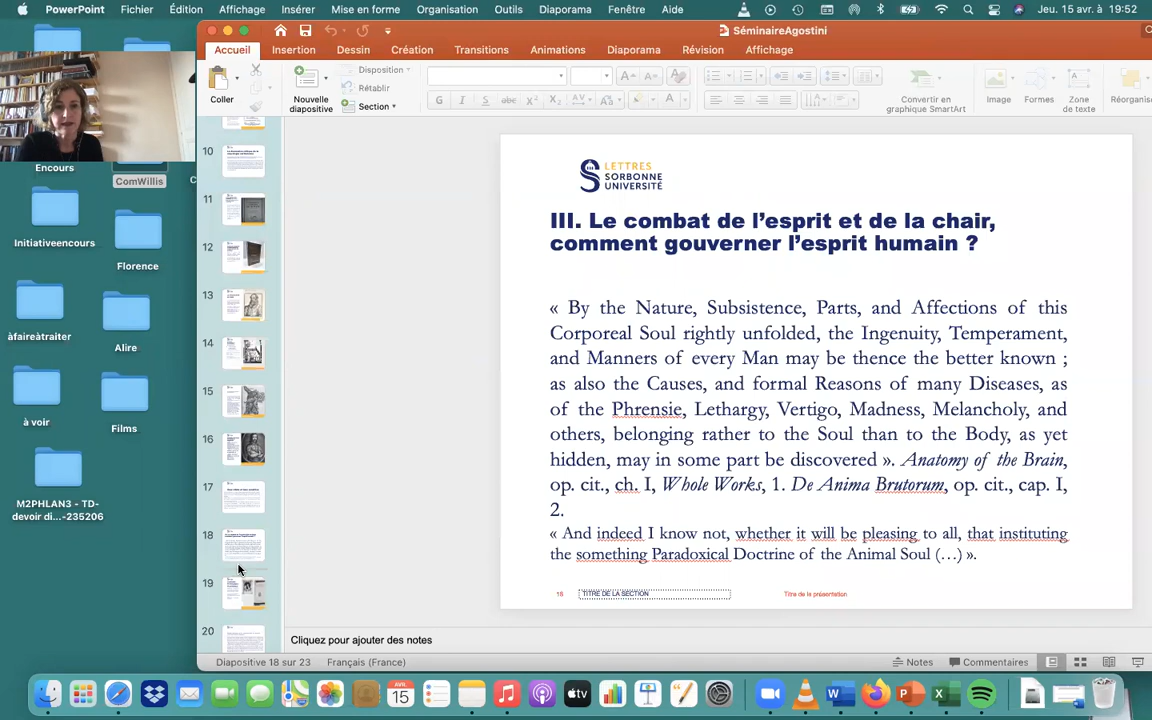 PowerPoint Fichier Édition Affichage Insérer Mise en forme Organisation Outils Diaporama Fenêtre Aide Jeu. 15 avr. à 19:52
SéminaireAgostini
Accueil Insertion Dessin Création Transitions Animations Diaporama Révision Affichage
Coller
Nouvelle
diapositive
Disposition
Rétablir
Section
Convertir en
graphique SmartArt
Image
Formes
Zone
de texte
Réorganis
Encours
ComWillis
C
Initiativeencours
Florence
àfaireàtraiter
Alire
à voir
Films
M2PHLAN3 - TD-
devoir di...-235206
10
11
12
13
14
15
16
17
18
19
20
LETTRES
SORBONNE
UNIVERSITÉ
III. Le combat de l’esprit et de la chair,
comment gouverner l’esprit humain ?
« By the Nature, Subsistence, Parts, and Affections of this
Corporeal Soul rightly unfolded, the Ingenuity, Temperament,
and Manners of every Man may be thence the better known ;
as also the Causes, and formal Reasons of many Diseases, as
of the Phrensie, Lethargy, Vertigo, Madness, Melancholy, and
others, belonging rather to the Soul than to the Body, as yet
hidden, may in some part be discovered ». Anatomy of the Brain,
op. cit., ch. I, Whole Works, 1. De Anima Brutorum, op. cit., cap. I,
2.
« And indeed I know not, whether it will be pleasing to all, that instituting
the something Paradoxical Doctrine of the Animal Soul (…) ».
18 TITRE DE LA SECTION Titre de la présentation
Cliquez pour ajouter des notes
Diapositive 18 sur 23 Français (France) Notes Commentaires
AVR.
15
tv